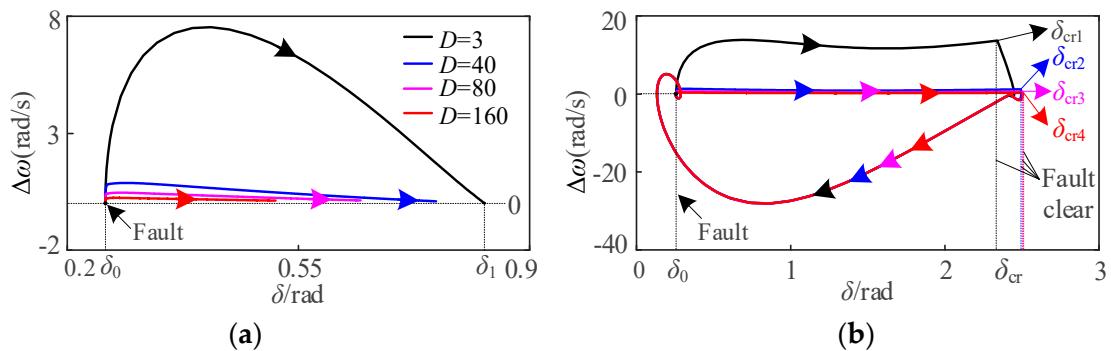 8
3
0
-2
Δω(rad/s)
D=3
D=40
D=80
D=160
Fault
0
0.2 δ0 0.55 δ1 0.9
δ/rad
(a)
20
0
-20
-40
Δω(rad/s)
δcr1
δcr2
δcr3
δcr4
Fault
Fault
clear
0 δ0 1 2 δcr 3
δ/rad
(b)